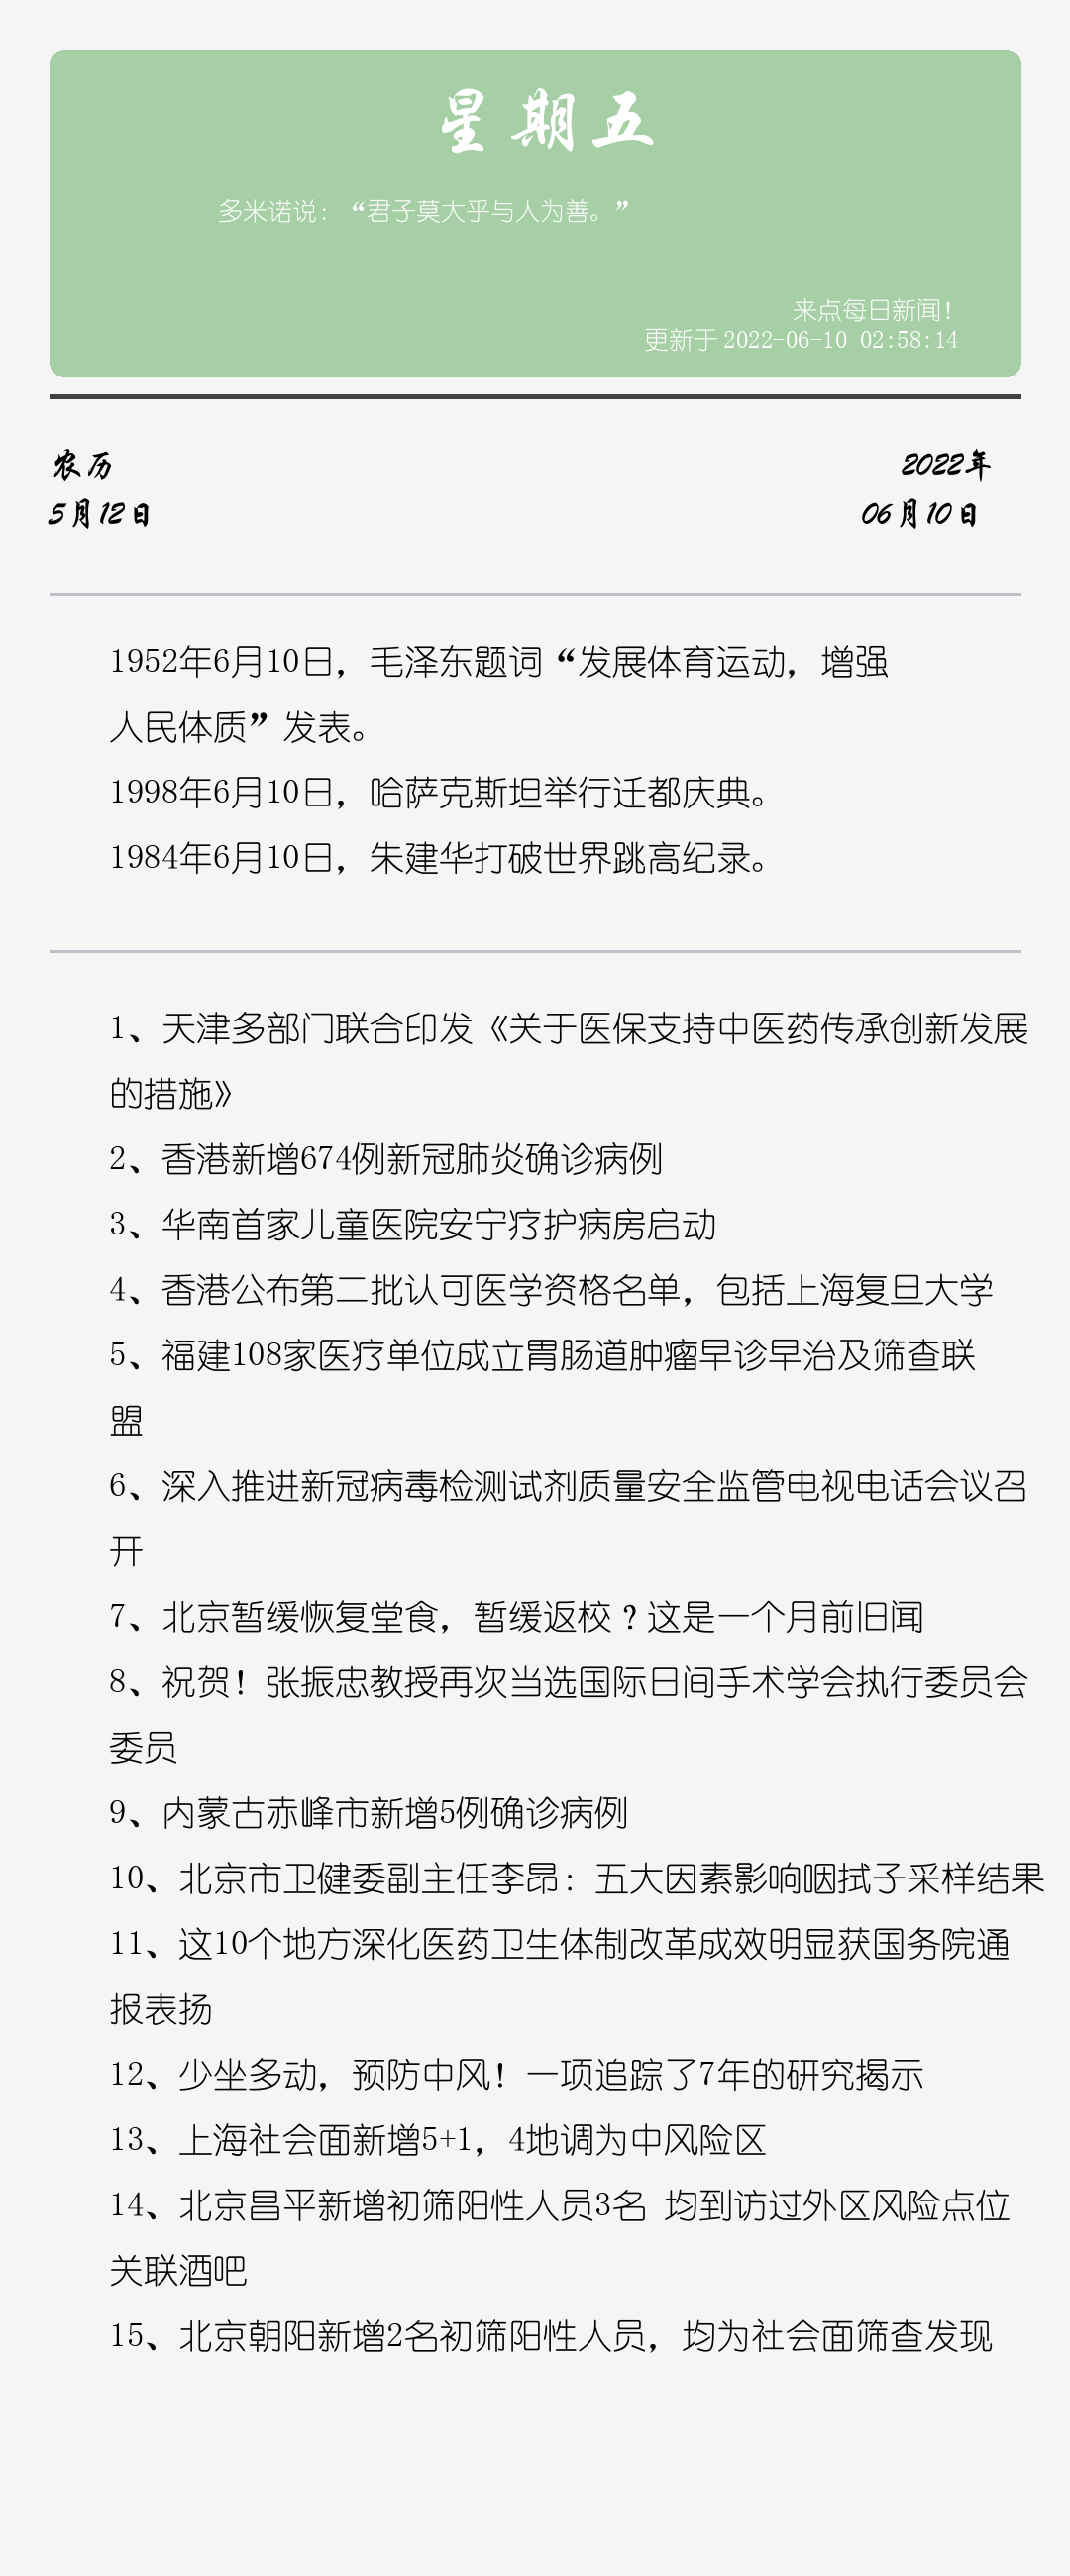 星期五
多米诺说：“君子莫大乎与人为善。”
来点每日新闻！
更新于 2022-06-10 02:58:14
农历
2022年
5月12日
06月10日
1952年6月10日，毛泽东题词“发展体育运动，增强
人民体质”发表。
1998年6月10日，哈萨克斯坦举行迁都庆典。
1984年6月10日，朱建华打破世界跳高纪录。
1、天津多部门联合印发《关于医保支持中医药传承创新发展
的措施》
2、香港新增674例新冠肺炎确诊病例
3、华南首家儿童医院安宁疗护病房启动
4、香港公布第二批认可医学资格名单，包括上海复旦大学
5、福建108家医疗单位成立胃肠道肿瘤早诊早治及筛查联
盟
6、深入推进新冠病毒检测试剂质量安全监管电视电话会议召
开
7、北京暂缓恢复堂食，暂缓返校？这是一个月前旧闻
8、祝贺！张振忠教授再次当选国际日间手术学会执行委员会
委员
9、内蒙古赤峰市新增5例确诊病例
10、北京市卫健委副主任李昂：五大因素影响咽拭子采样结果
11、这10个地方深化医药卫生体制改革成效明显获国务院通
报表扬
12、少坐多动，预防中风！一项追踪了7年的研究揭示
13、上海社会面新增5+1，4地调为中风险区
14、北京昌平新增初筛阳性人员3名 均到访过外区风险点位
关联酒吧
15、北京朝阳新增2名初筛阳性人员，均为社会面筛查发现